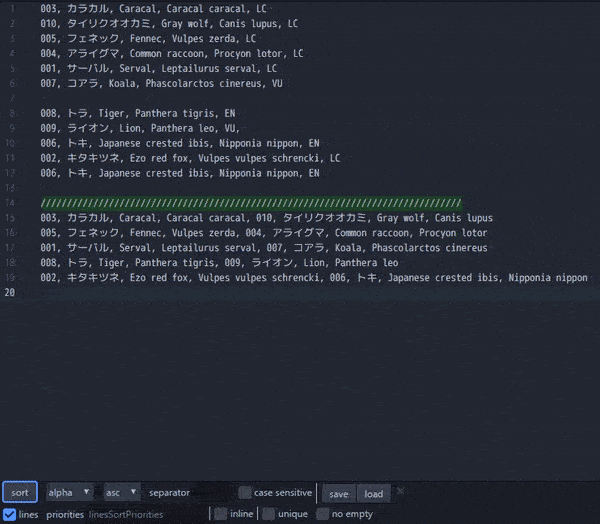 1 003, カラカル, Caracal, Caracal caracal, LC
2 010, タイリクオオカミ, Gray wolf, Canis lupus, LC
3 005, フェネック, Fennec, Vulpes zerda, LC
4 004, アライグマ, Common raccoon, Procyon lotor, LC
5 001, サーバル, Serval, Leptailurus serval, LC
6 007, コアラ, Koala, Phascolarctos cinereus, VU
7
8 008, トラ, Tiger, Panthera tigris, EN
9 009, ライオン, Lion, Panthera leo, VU,
10 006, トキ, Japanese crested ibis, Nipponia nippon, EN
11 002, キタキツネ, Ezo red fox, Vulpes vulpes schrencki, LC
12 006, トキ, Japanese crested ibis, Nipponia nippon, EN
13
14 ////////////////////////////////////////////////////////////////////////////////
15 003, カラカル, Caracal, Caracal caracal, 010, タイリクオオカミ, Gray wolf, Canis lupus
16 005, フェネック, Fennec, Vulpes zerda, 004, アライグマ, Common raccoon, Procyon lotor
17 001, サーバル, Serval, Leptailurus serval, 007, コアラ, Koala, Phascolarctos cinereus
18 008, トラ, Tiger, Panthera tigris, 009, ライオン, Lion, Panthera leo
19 002, キタキツネ, Ezo red fox, Vulpes vulpes schrencki, 006, トキ, Japanese crested ibis, Nipponia nippon
20
sort alpha asc separator case sensitive save load ×
lines priorities linesSortPriorities inline unique no empty